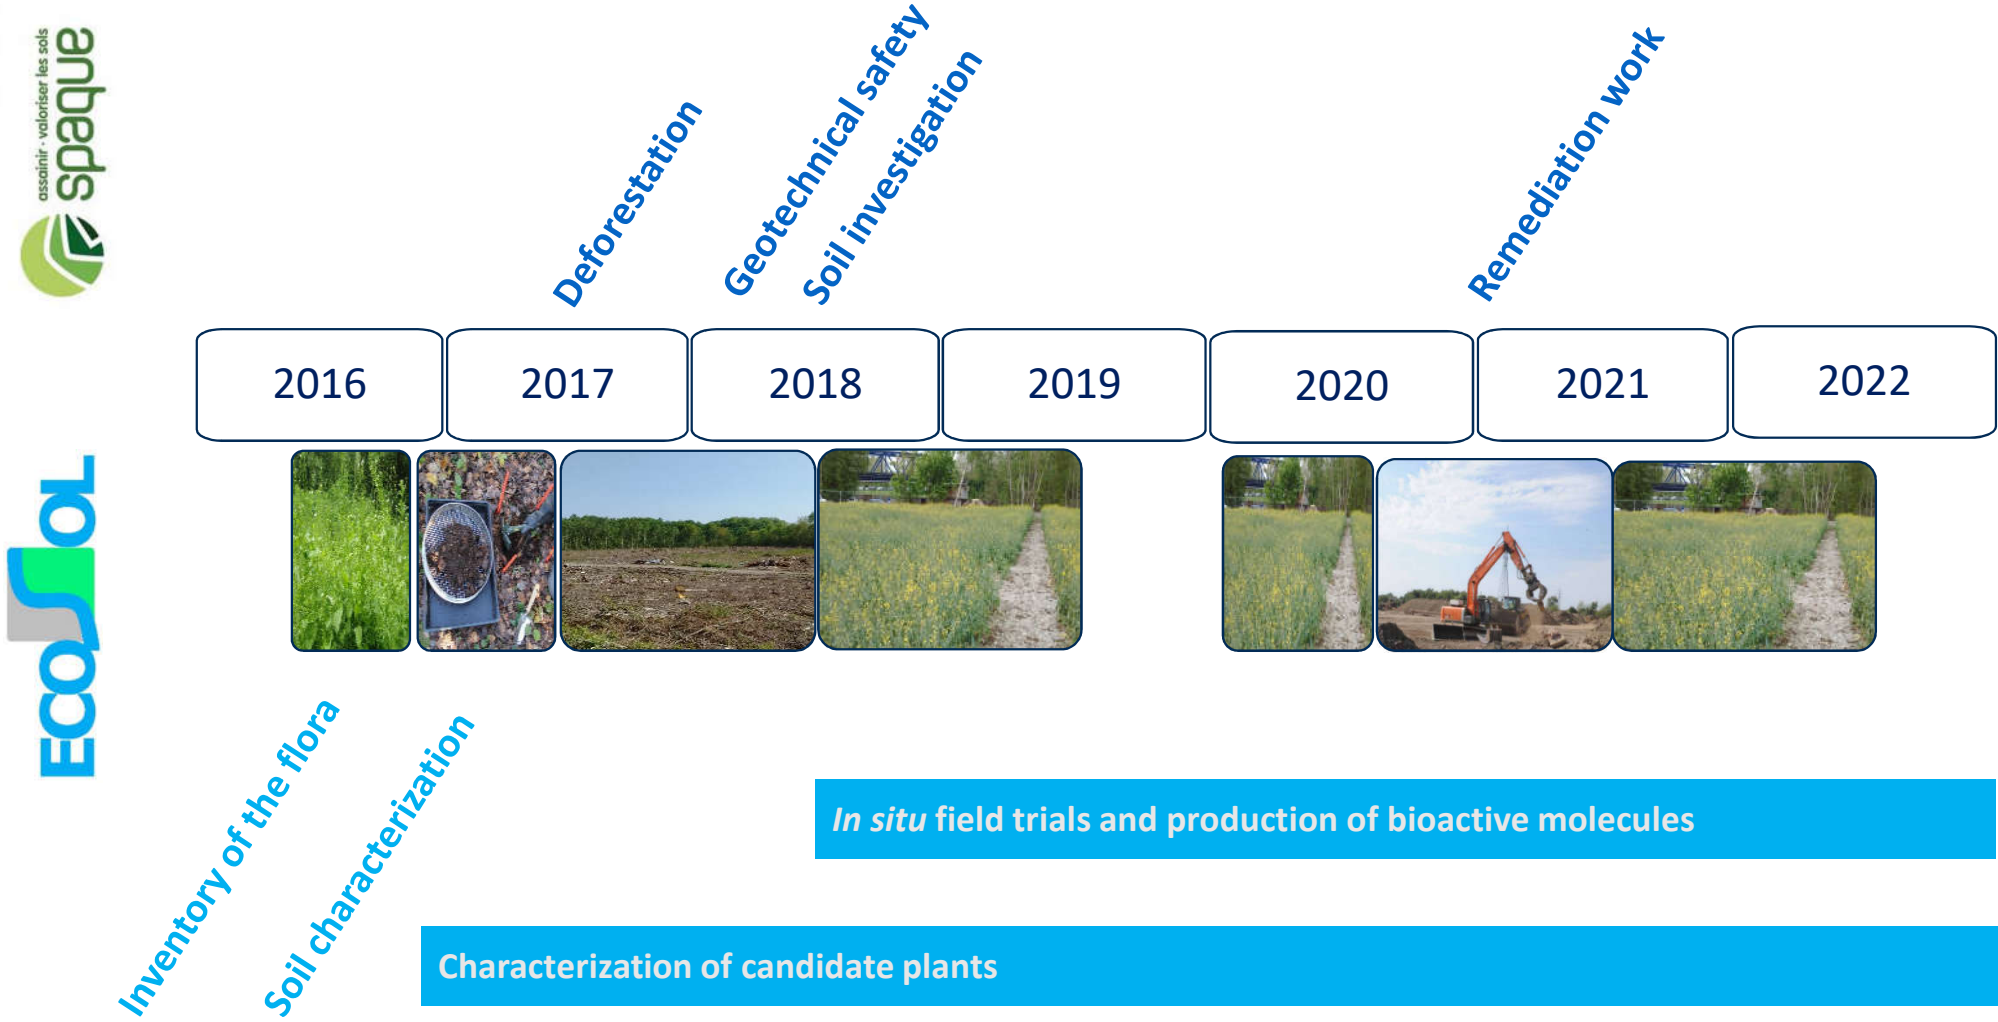 assainir - valoriser les sols
spaque
Deforestation
Geotechnical safety
Soil investigation
Remediation work
2016
2017
2018
2019
2020
2021
2022
ECOSOL
Inventory of the flora
Soil characterization
In situ field trials and production of bioactive molecules
Characterization of candidate plants